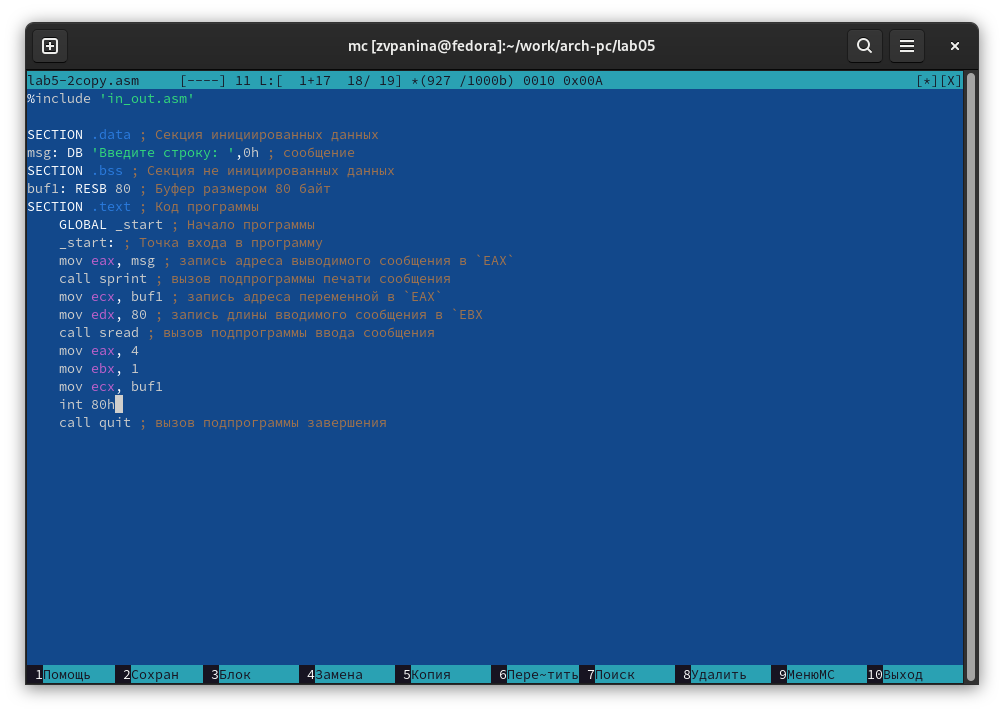 mc [zvpanina@fedora]:~/work/arch-pc/lab05
lab5-2copy.asm [----] 11 L:[ 1+17 18/ 19] *(927 /1000b) 0010 0x00A [*][X]
%include 'in_out.asm'
SECTION .data ; Секция инициированных данных
msg: DB 'Введите строку: ',0h ; сообщение
SECTION .bss ; Секция не инициированных данных
buf1: RESB 80 ; Буфер размером 80 байт
SECTION .text ; Код программы
GLOBAL _start ; Начало программы
_start: ; Точка входа в программу
mov eax, msg ; запись адреса выводимого сообщения в `EAX`
call sprint ; вызов подпрограммы печати сообщения
mov ecx, buf1 ; запись адреса переменной в `EAX`
mov edx, 80 ; запись длины вводимого сообщения в `EBX
call sread ; вызов подпрограммы ввода сообщения
mov eax, 4
mov ebx, 1
mov ecx, buf1
int 80h
call quit ; вызов подпрограммы завершения
1Помощь 2Сохран 3Блок 4Замена 5Копия 6Пере~тить 7Поиск 8Удалить 9МенюMC 10Выход